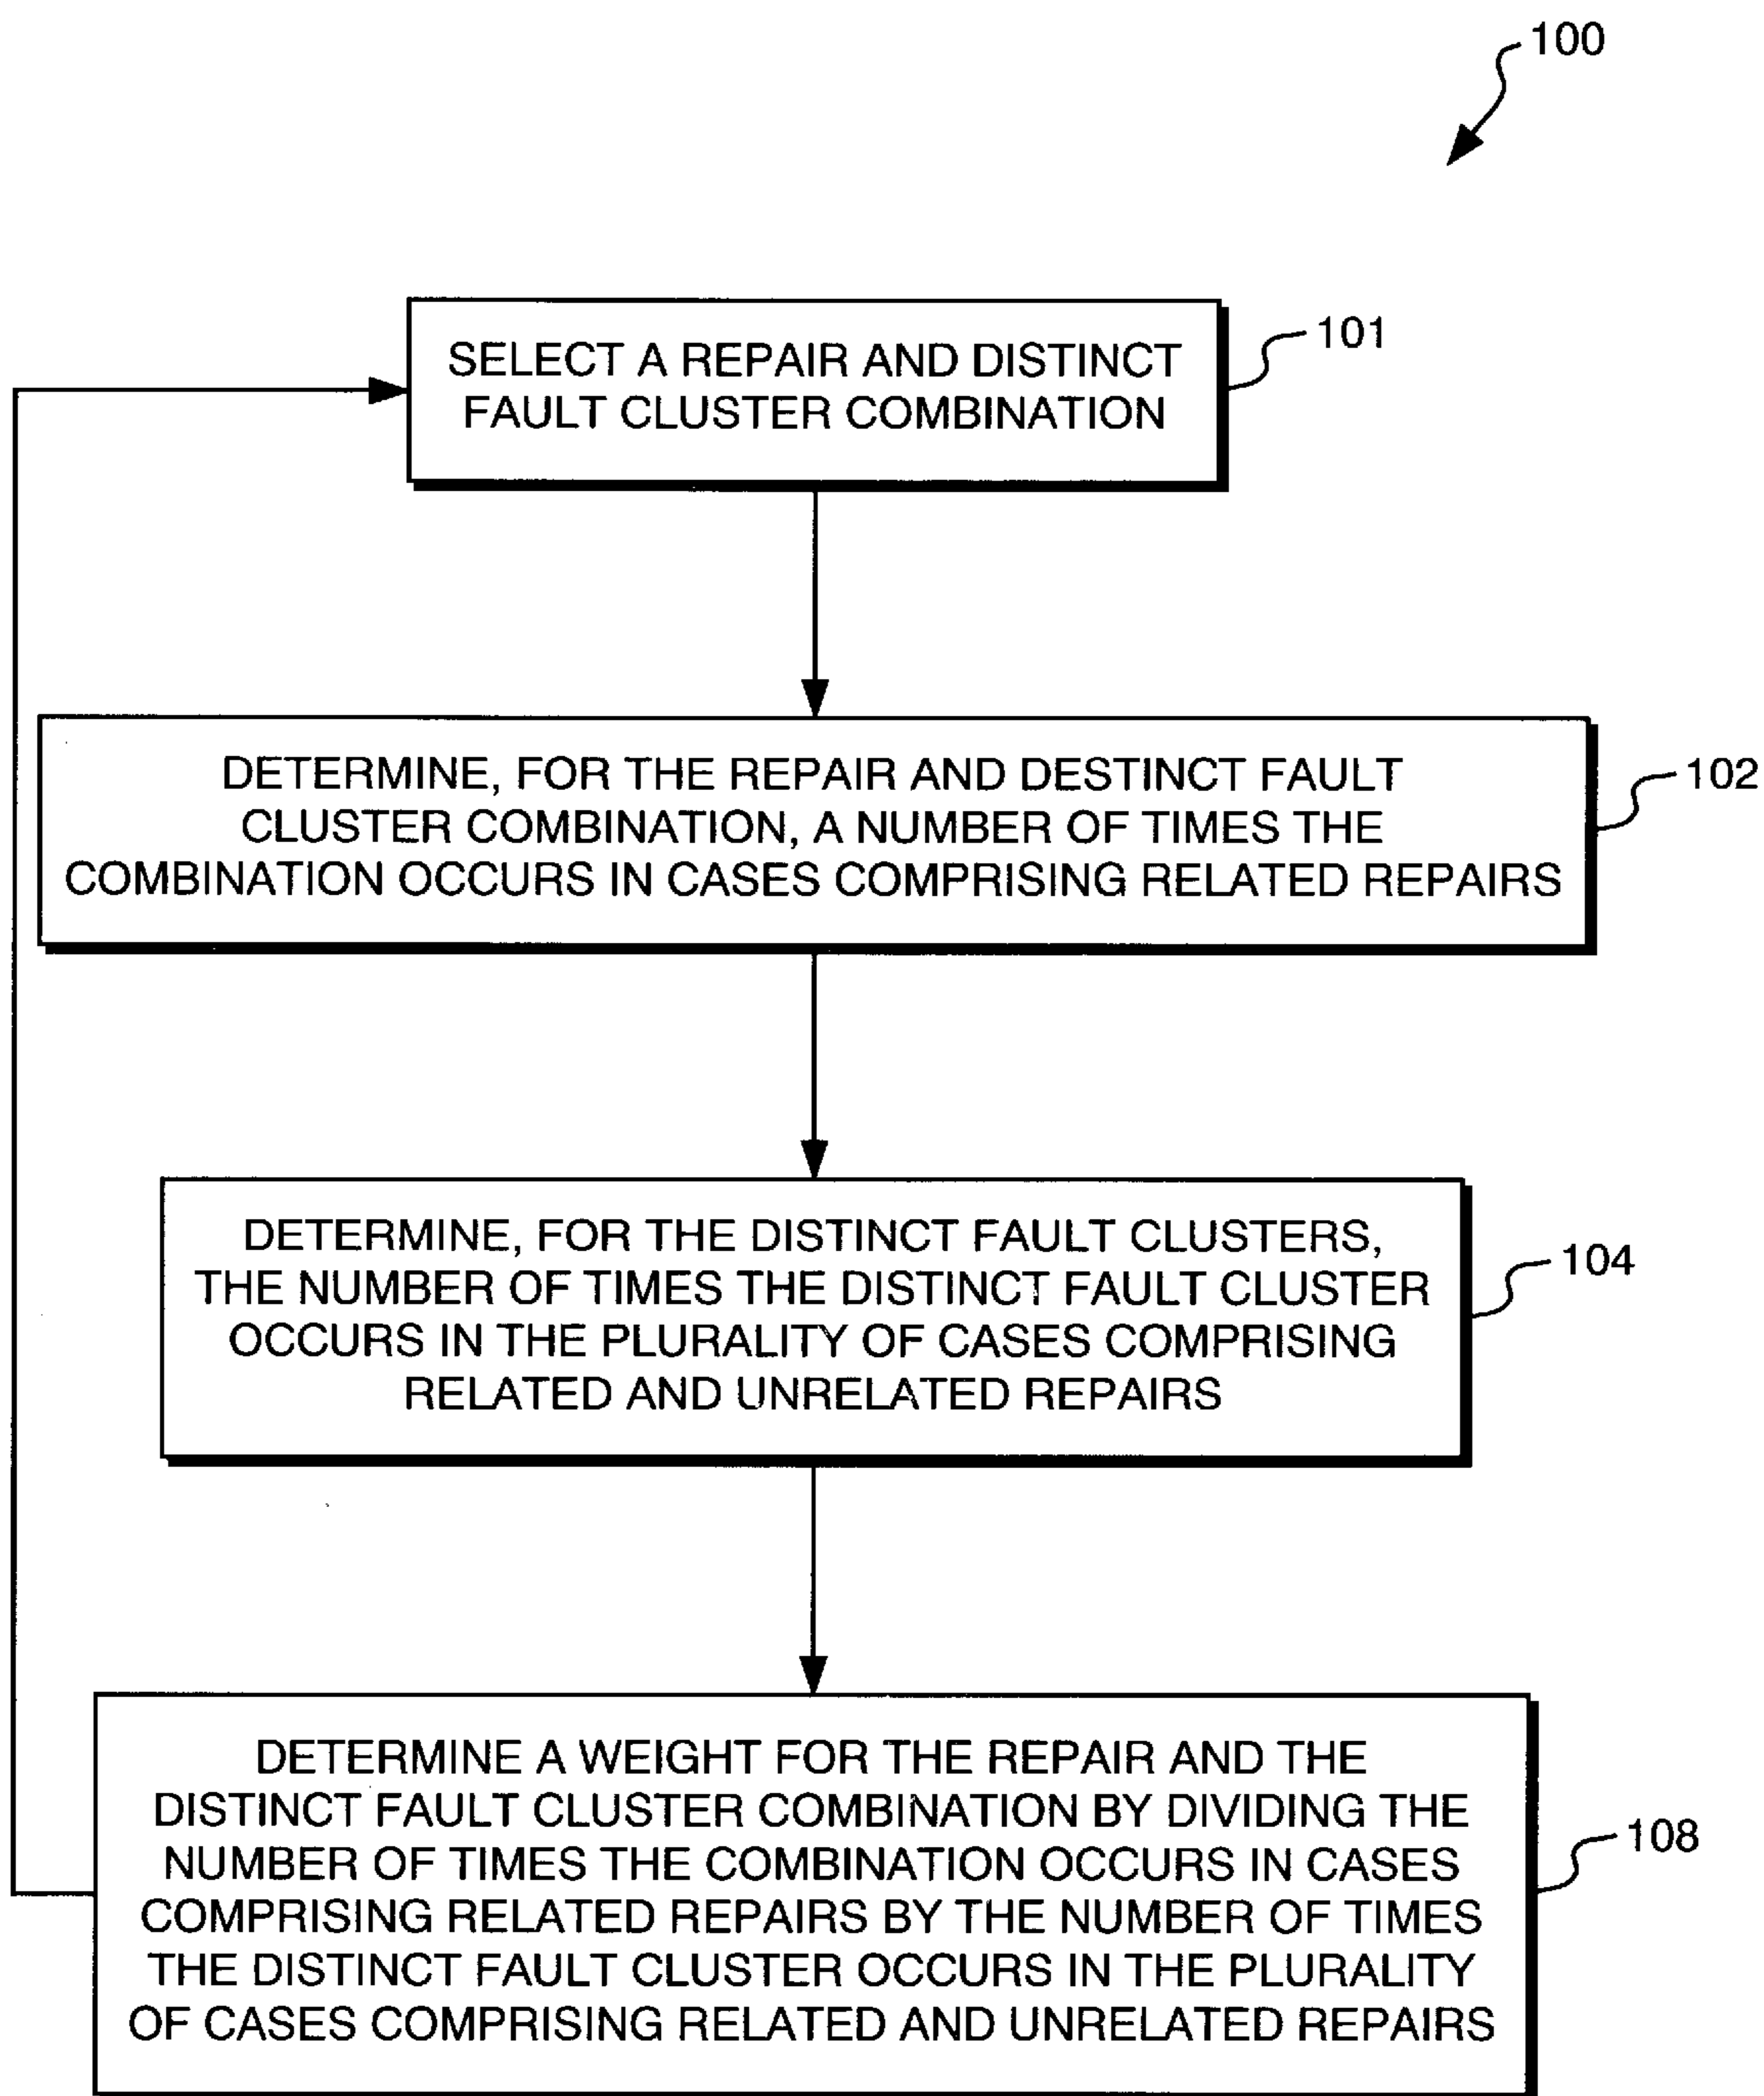 100
SELECT A REPAIR AND DISTINCT
FAULT CLUSTER COMBINATION
101
DETERMINE, FOR THE REPAIR AND DESTINCT FAULT
CLUSTER COMBINATION, A NUMBER OF TIMES THE
COMBINATION OCCURS IN CASES COMPRISING RELATED REPAIRS
102
DETERMINE, FOR THE DISTINCT FAULT CLUSTERS,
THE NUMBER OF TIMES THE DISTINCT FAULT CLUSTER
OCCURS IN THE PLURALITY OF CASES COMPRISING
RELATED AND UNRELATED REPAIRS
104
DETERMINE A WEIGHT FOR THE REPAIR AND THE
DISTINCT FAULT CLUSTER COMBINATION BY DIVIDING THE
NUMBER OF TIMES THE COMBINATION OCCURS IN CASES
COMPRISING RELATED REPAIRS BY THE NUMBER OF TIMES
THE DISTINCT FAULT CLUSTER OCCURS IN THE PLURALITY
OF CASES COMPRISING RELATED AND UNRELATED REPAIRS
108